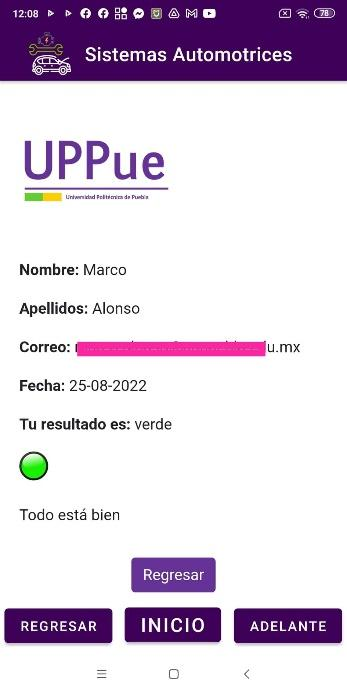 12:08
78
Sistemas Automotrices
UPPue
Universidad Politécnica de Puebla
Nombre: Marco
Apellidos: Alonso
Correo: u.mx
Fecha: 25-08-2022
Tu resultado es: verde
Todo está bien
Regresar
REGRESAR INICIO ADELANTE